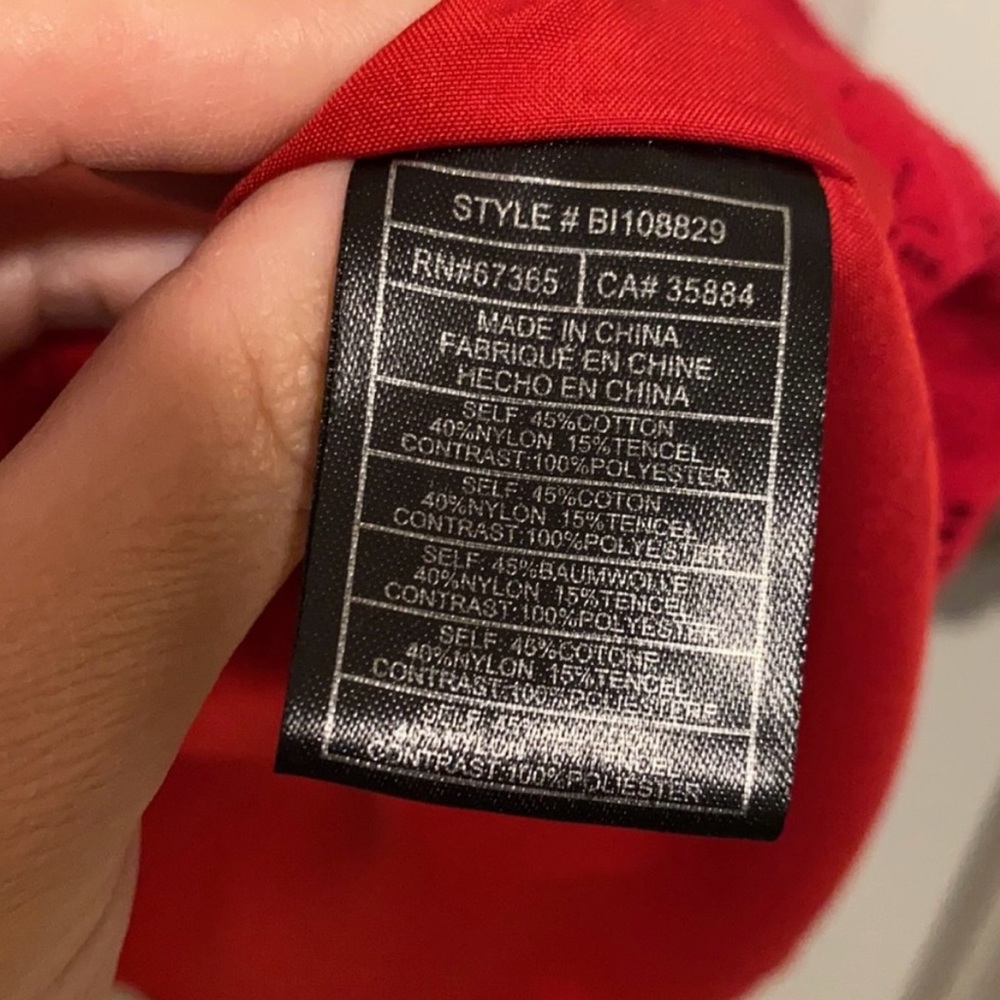 STYLE # BI108829
RN#67365 CA# 35884
MADE IN CHINA
FABRIQUÉ EN CHINE
HECHO EN CHINA
SELF: 45%COTTON
40%NYLON 15%TENCEL
CONTRAST:100%POLYESTER
SELF: 45%COTON
40%NYLON 15%TENCEL
CONTRAST:100%POLYESTER
SELF: 45%BAUMWOLLE
40%NYLON 15%TENCEL
CONTRAST:100%POLYESTER
SELF: 45%COTONE
40%NYLON 15%TENCEL
CONTRAST:100%POLIESTERE
SELF:
CONTRAST:100%POLIESTER